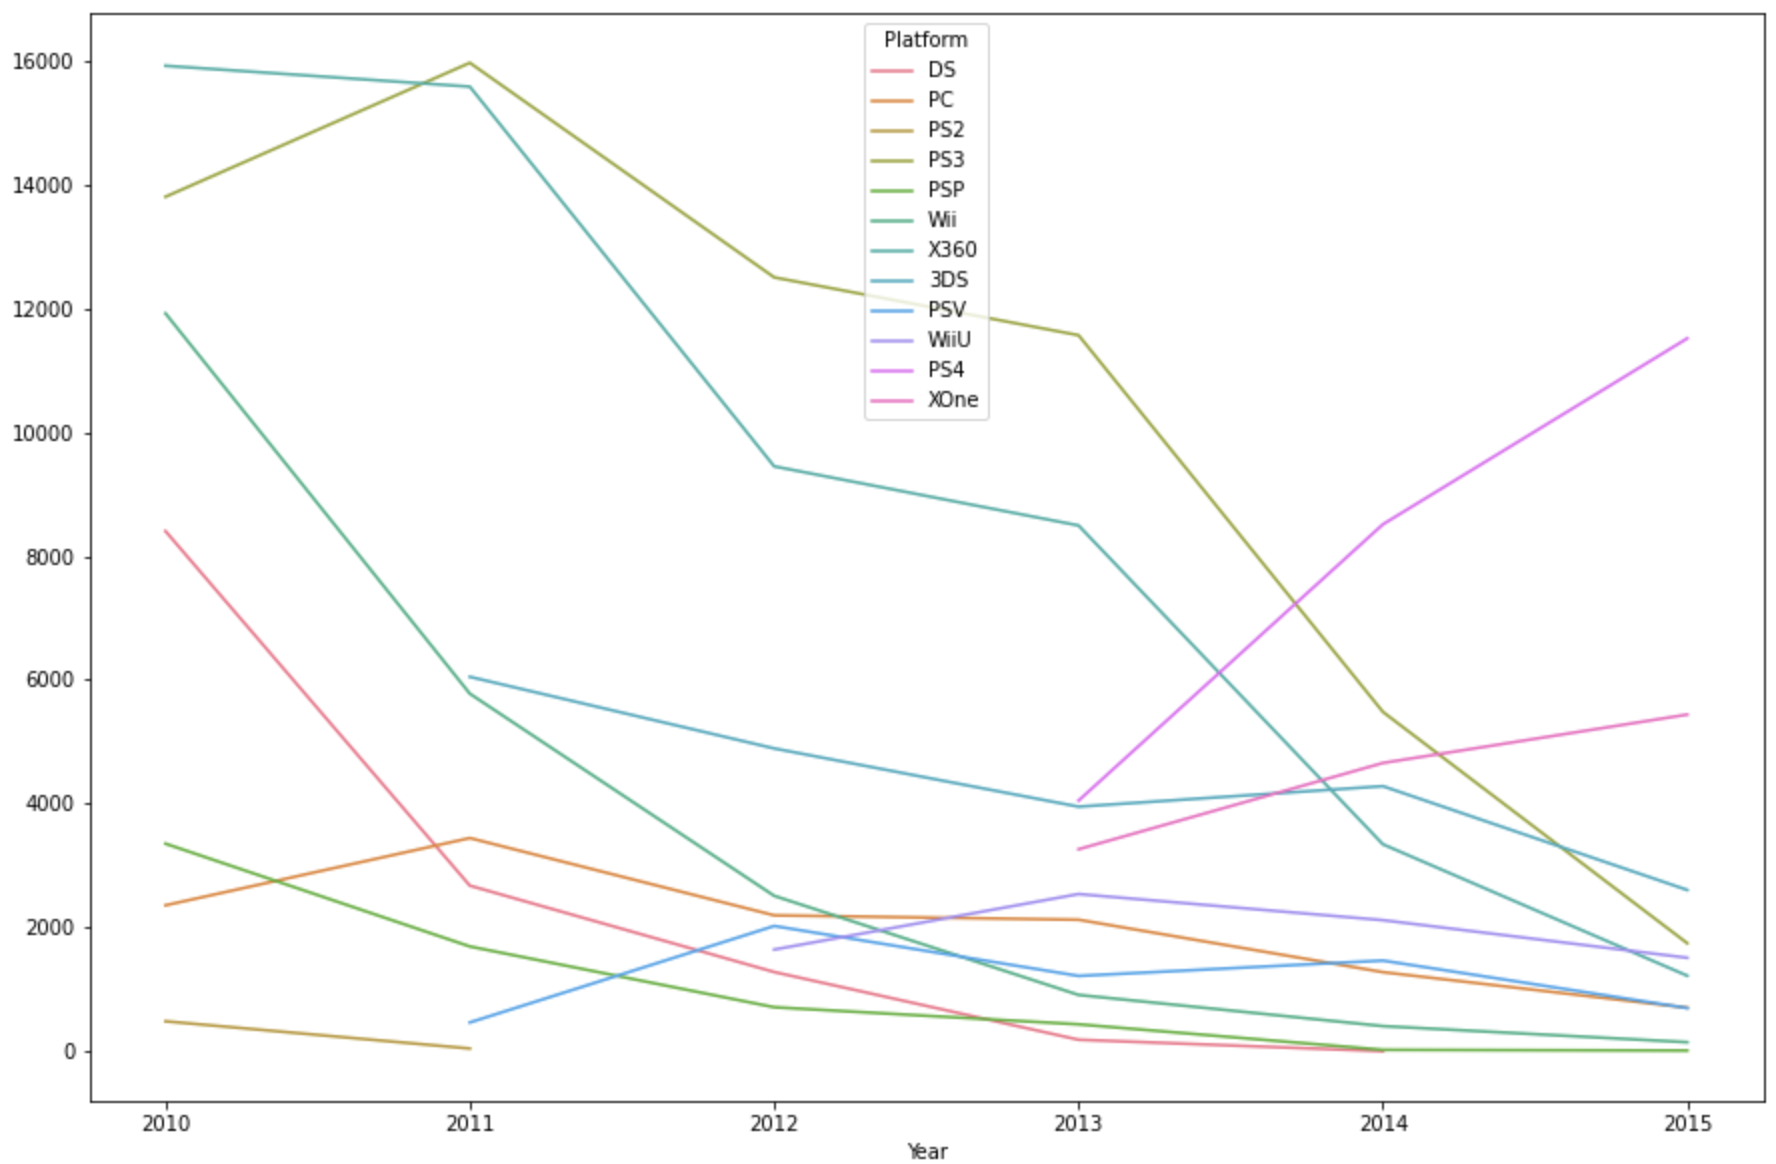 Platform
DS
PC
PS2
PS3
PSP
Wii
X360
3DS
PSV
WiiU
PS4
XOne
16000
14000
12000
10000
8000
6000
4000
2000
0
2010 2011 2012 2013 2014 2015
Year